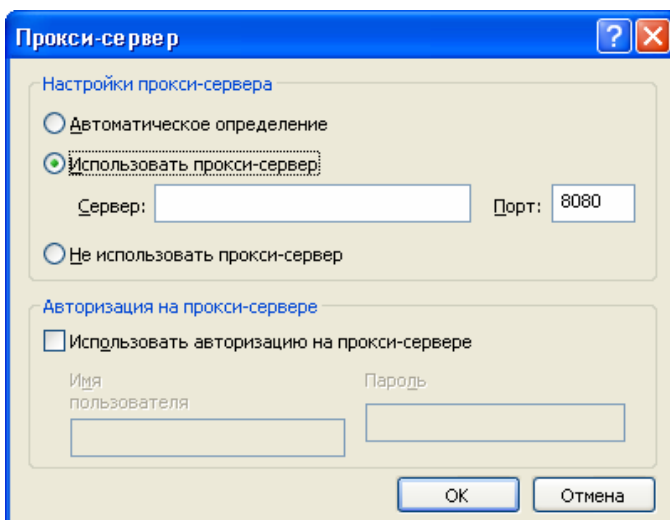 Прокси-сервер
Настройки прокси-сервера
Автоматическое определение
Использовать прокси-сервер
Сервер:
Порт: 8080
Не использовать прокси-сервер
Авторизация на прокси-сервере
Использовать авторизацию на прокси-сервере
Имя
пользователя
Пароль
ОК
Отмена